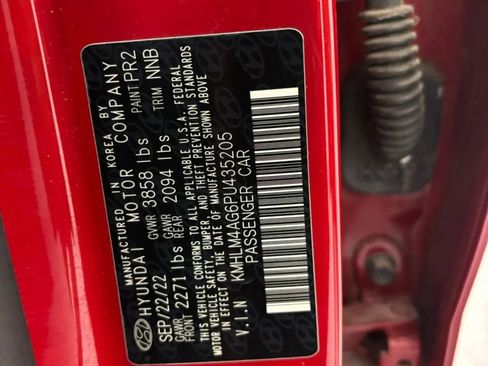 MANUFACTURED IN KOREA BY
HYUNDAI MOTOR COMPANY
SEP/22/22 GVWR 3858 lbs PAINT PR2
GAWR FRONT 2271 lbs GAWR REAR 2094 lbs TRIM NNB
THIS VEHICLE CONFORMS TO ALL APPLICABLE U.S.A. FEDERAL
MOTOR VEHICLE SAFETY, BUMPER, AND THEFT PREVENTION STANDARDS
IN EFFECT ON THE DATE OF MANUFACTURE SHOWN ABOVE.
V.I.N KMHLM4AG6PU435205
PASSENGER CAR